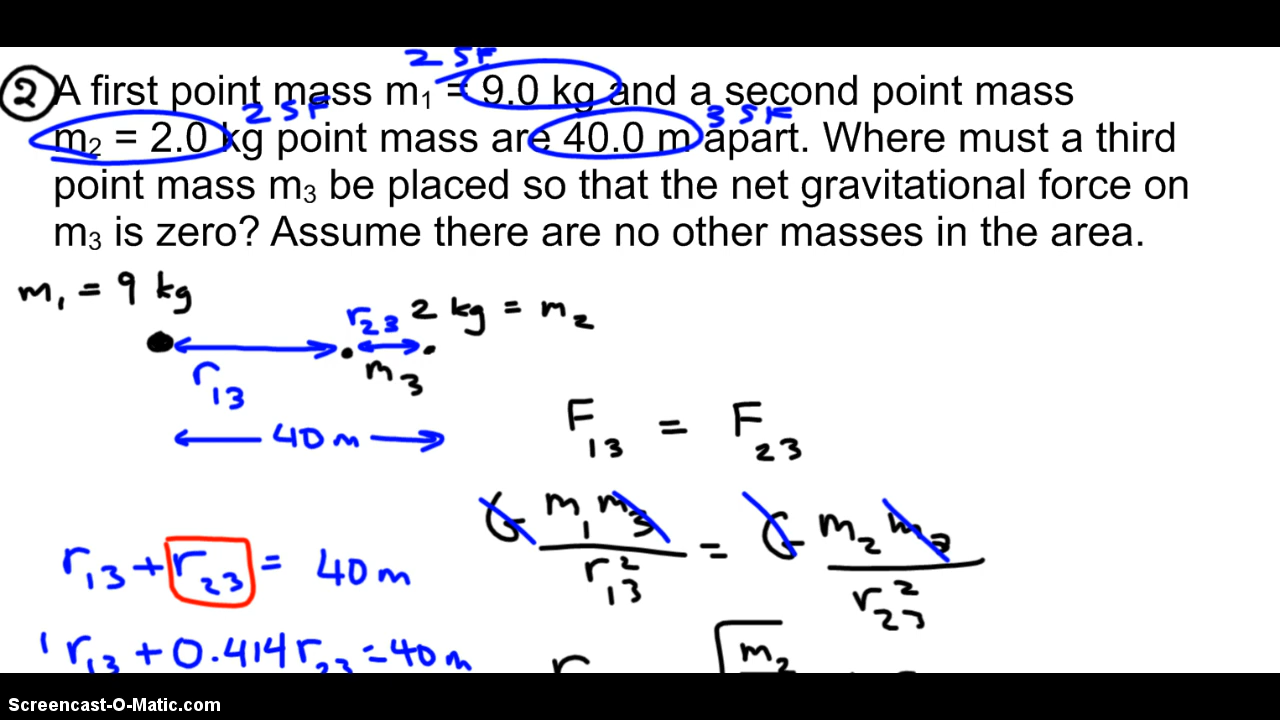 2 SF
② A first point mass m₁ = 9.0 kg and a second point mass
2 SF 3 SF
m₂ = 2.0 kg point mass are 40.0 m apart. Where must a third
point mass m₃ be placed so that the net gravitational force on
m₃ is zero? Assume there are no other masses in the area.
m₁ = 9 kg
r₂₃ 2 kg = m₂
r₁₃ m₃
40 m
F₁₃ = F₂₃
G m₁ m₃ / r₁₃² = G m₂ m₃ / r₂₃²
r₁₃ + r₂₃ = 40 m
1 r₁₃ + 0.414 r₂₃ = 40 m
m₂
Screencast-O-Matic.com